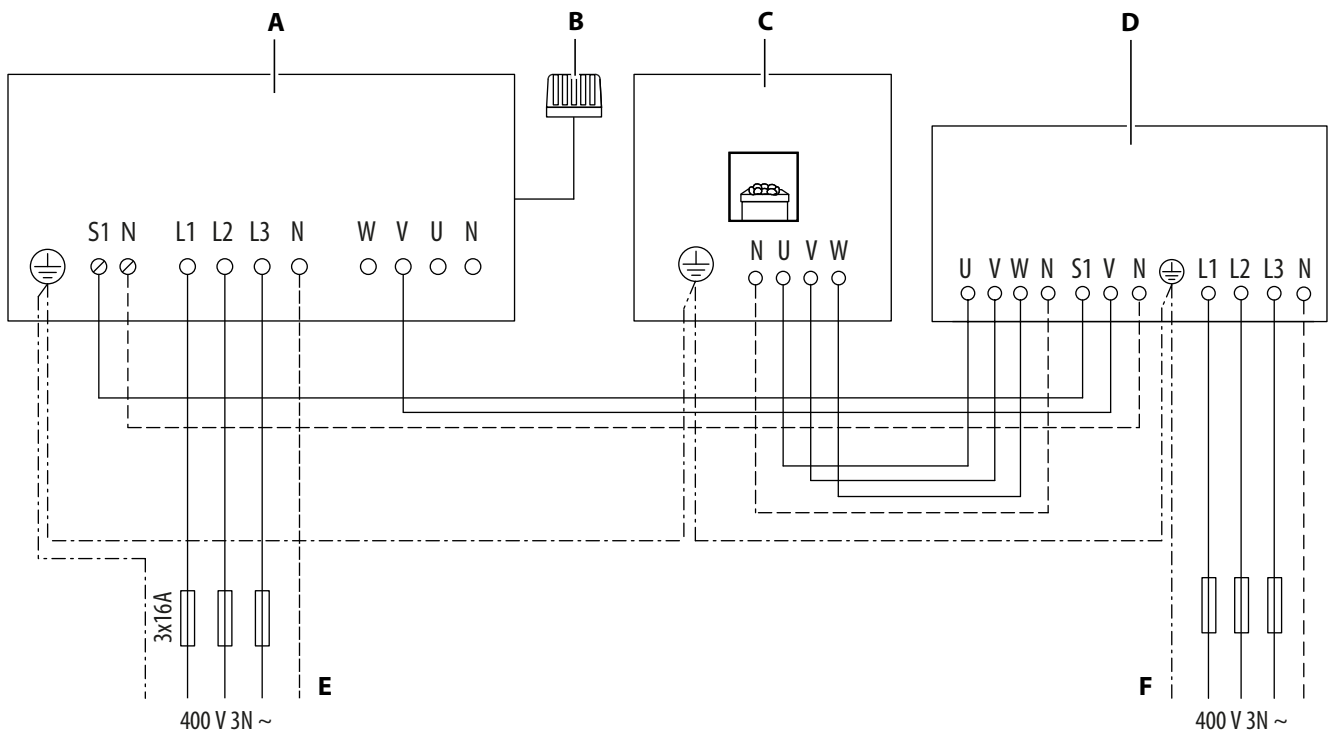 A B C D
S1 N L1 L2 L3 N W V U N
N U V W
U V W N S1 V N L1 L2 L3 N
3x16A
E F
400 V 3N ~ 400 V 3N ~